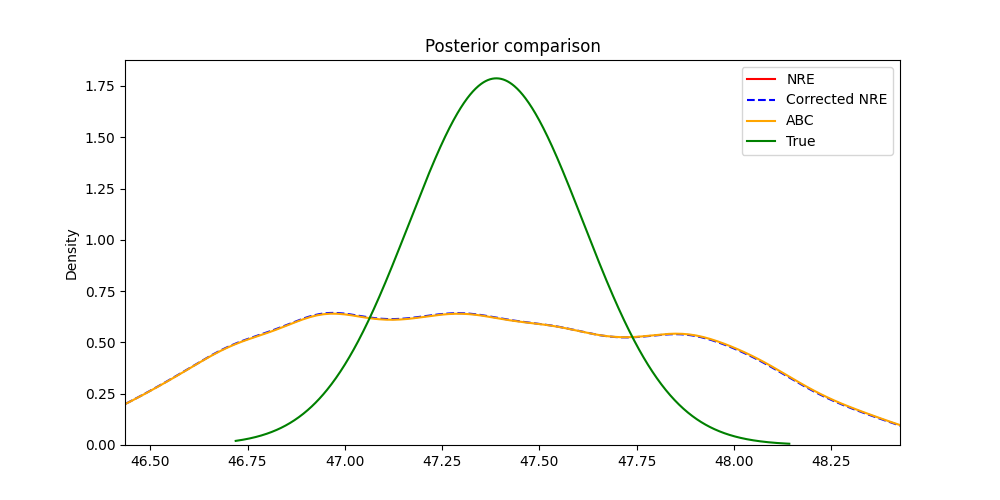 Posterior comparison
NRE
Corrected NRE
ABC
True
Density
1.75
1.50
1.25
1.00
0.75
0.50
0.25
0.00
46.50 46.75 47.00 47.25 47.50 47.75 48.00 48.25